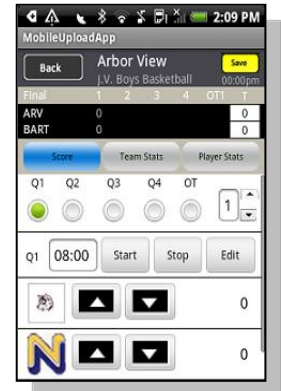 2:09 PM
MobileUploadApp
Back
Arbor View
Save
J.V. Boys Basketball
00:00pm
Final 1 2 3 4 OT1 T
ARV 0 0
BART 0 0
Score Team Stats Player Stats
Q1 Q2 Q3 Q4 OT
1
Q1 08:00 Start Stop Edit
0
N 0